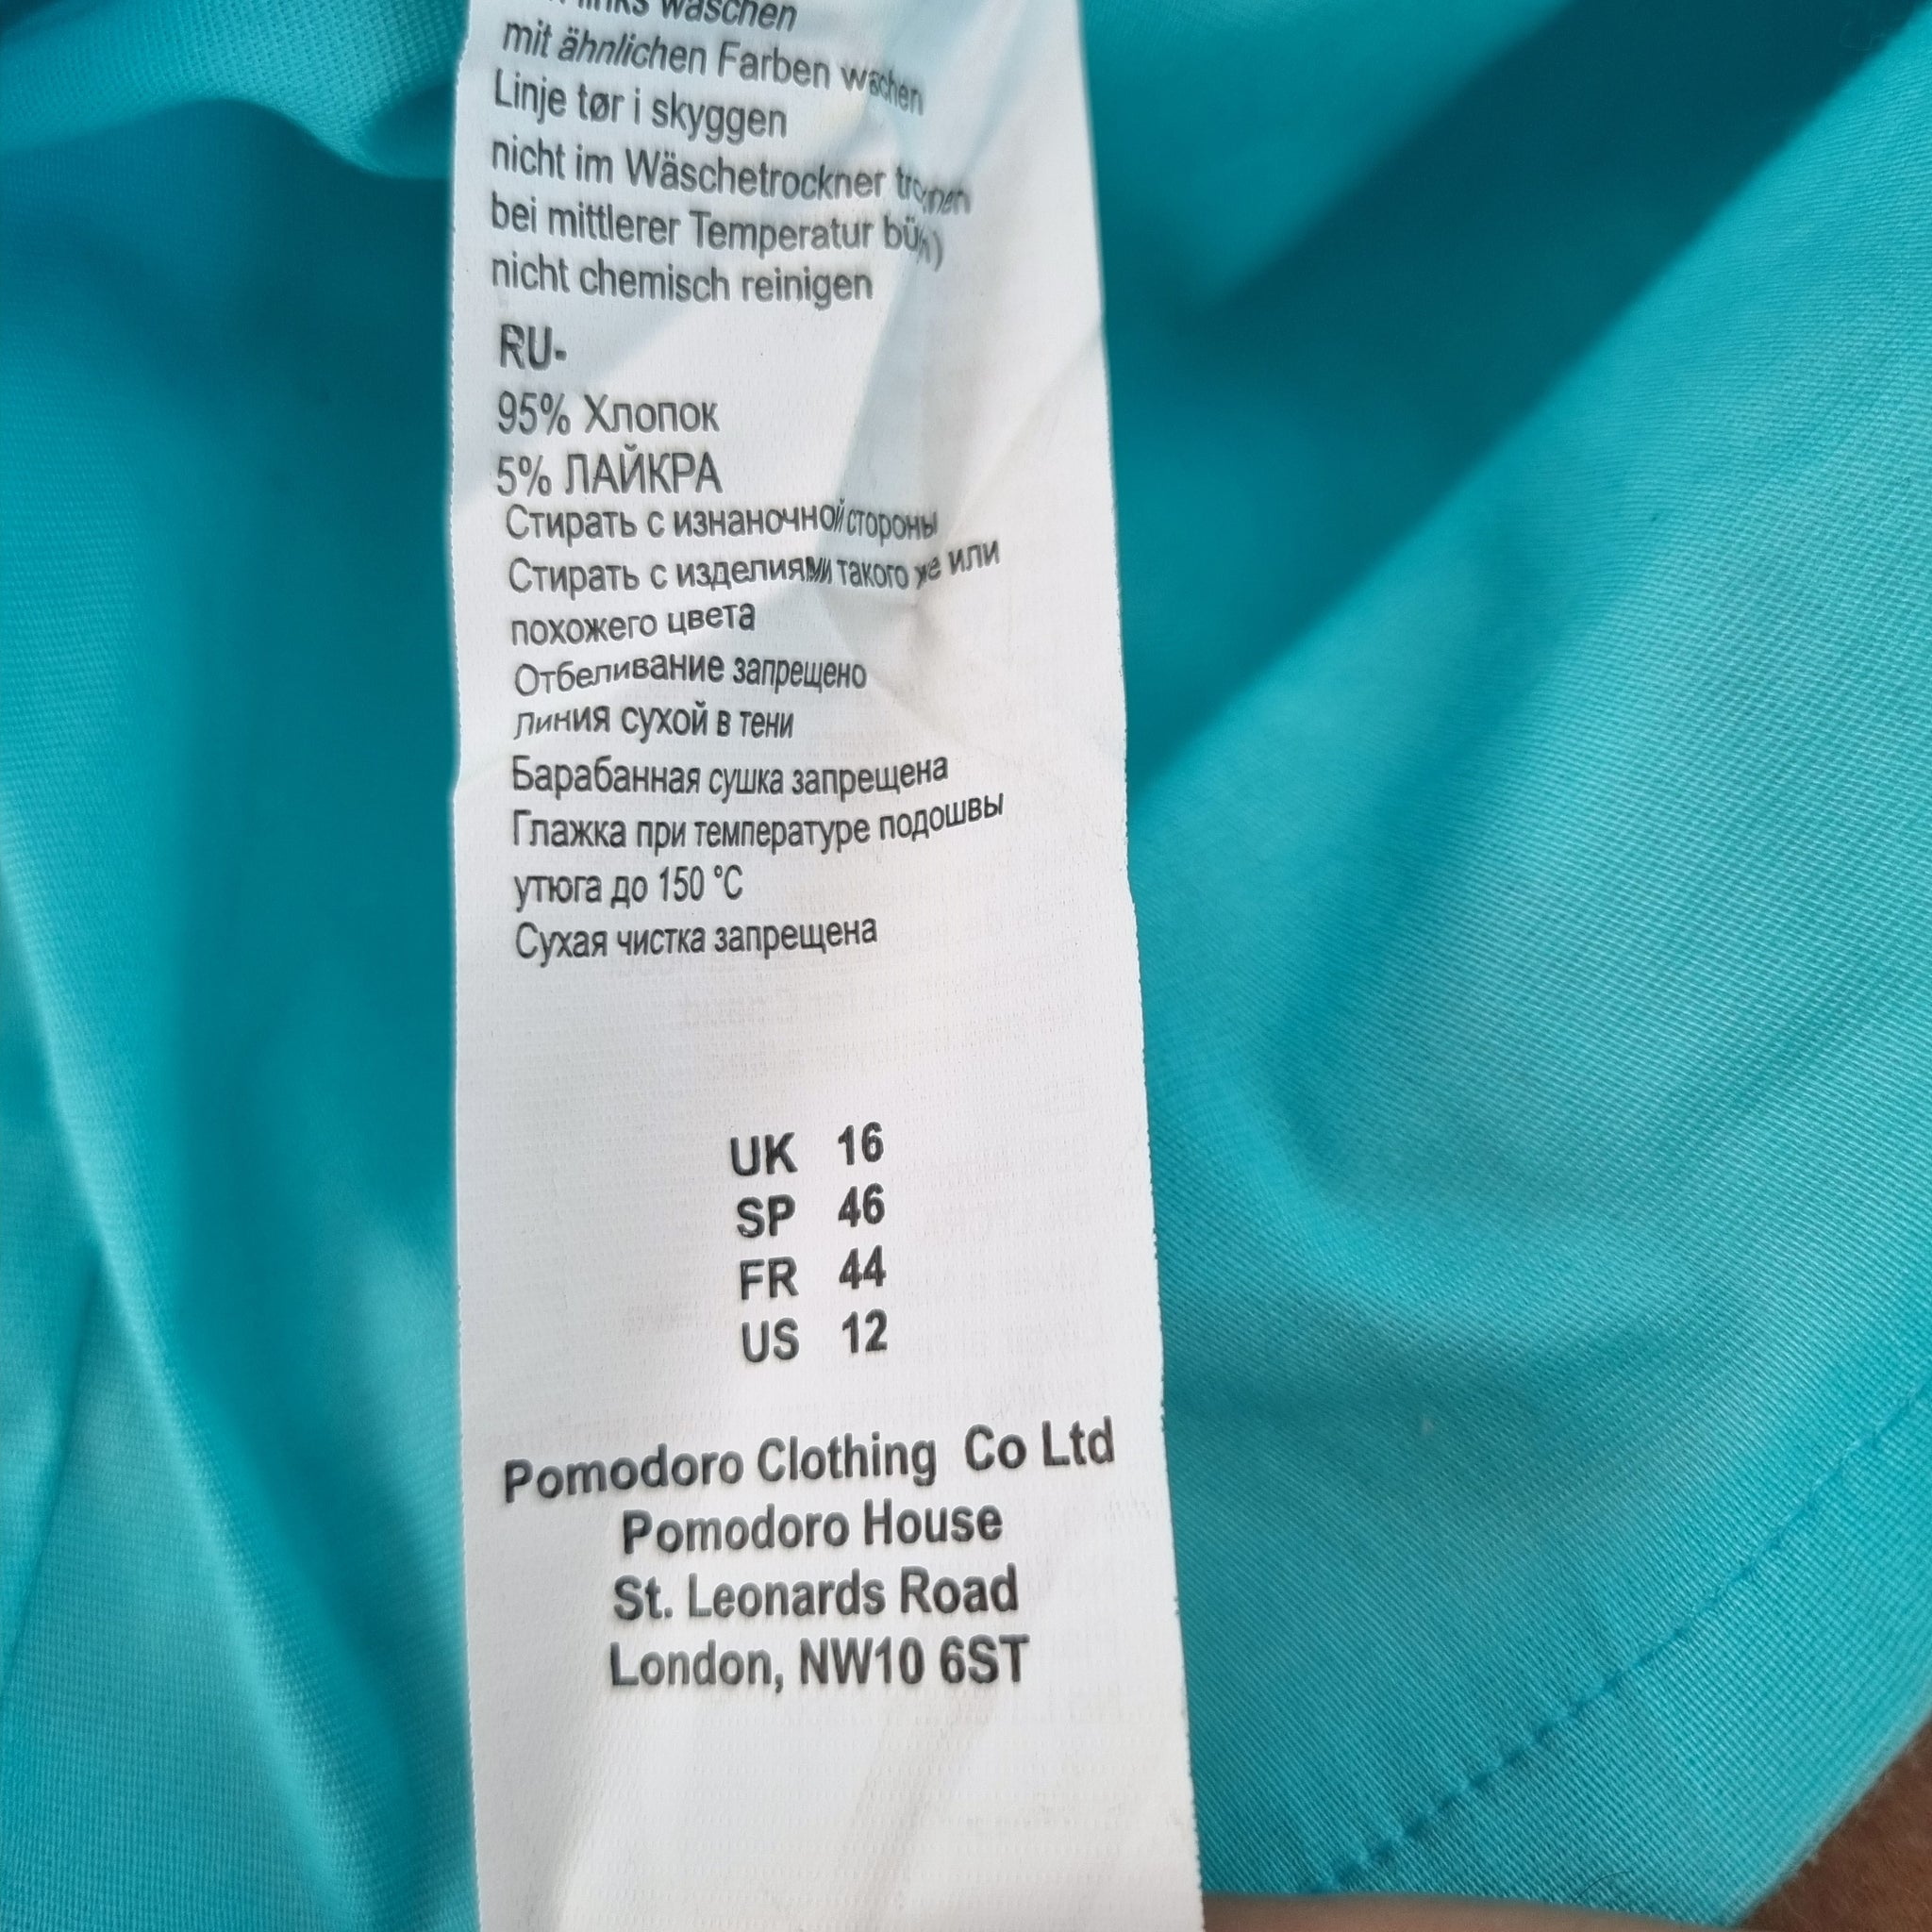 links waschen
mit ähnlichen Farben waschen
Linje tør i skyggen
nicht im Wäschetrockner
bei mittlerer Temperatur
nicht chemisch reinigen
RU-
95% Хлопок
5% ЛАЙКРА
Стирать с изнаночной стороны
Стирать с изделиями такого же или
похожего цвета
Отбеливание запрещено
линия сухой в тени
Барабанная сушка запрещена
Глажка при температуре подошвы
утюга до 150 °C
Сухая чистка запрещена
UK 16
SP 46
FR 44
US 12
Pomodoro Clothing Co Ltd
Pomodoro House
St. Leonards Road
London, NW10 6ST